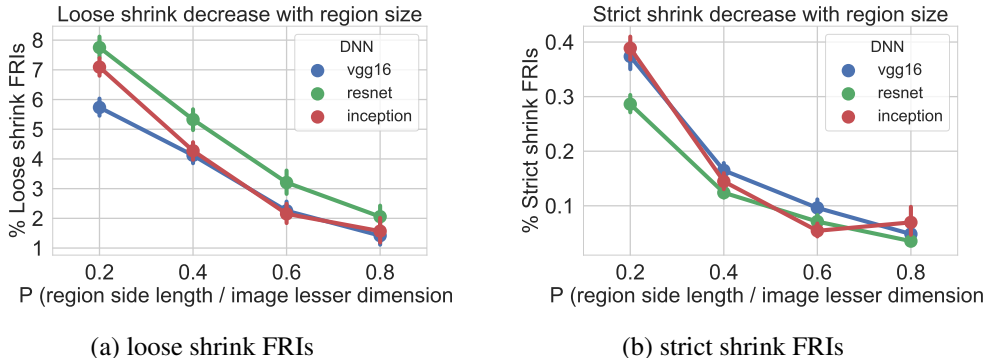 Loose shrink decrease with region size
% Loose shrink FRIs
8
7
6
5
4
3
2
1
DNN
vgg16
resnet
inception
0.2 0.4 0.6 0.8
P (region side length / image lesser dimension
(a) loose shrink FRIs
Strict shrink decrease with region size
% Strict shrink FRIs
0.4
0.3
0.2
0.1
DNN
vgg16
resnet
inception
0.2 0.4 0.6 0.8
P (region side length / image lesser dimension
(b) strict shrink FRIs